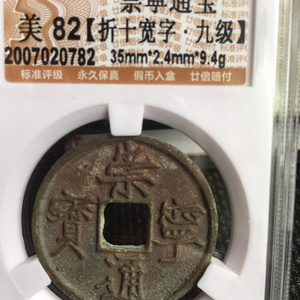 崇寧通宝
美 82【折十宽字·九级】
2007020782 35mm*2.4mm*9.4g
标准评级 永久保真 假币入盒 廿倍赔付
崇
寶 寧
通